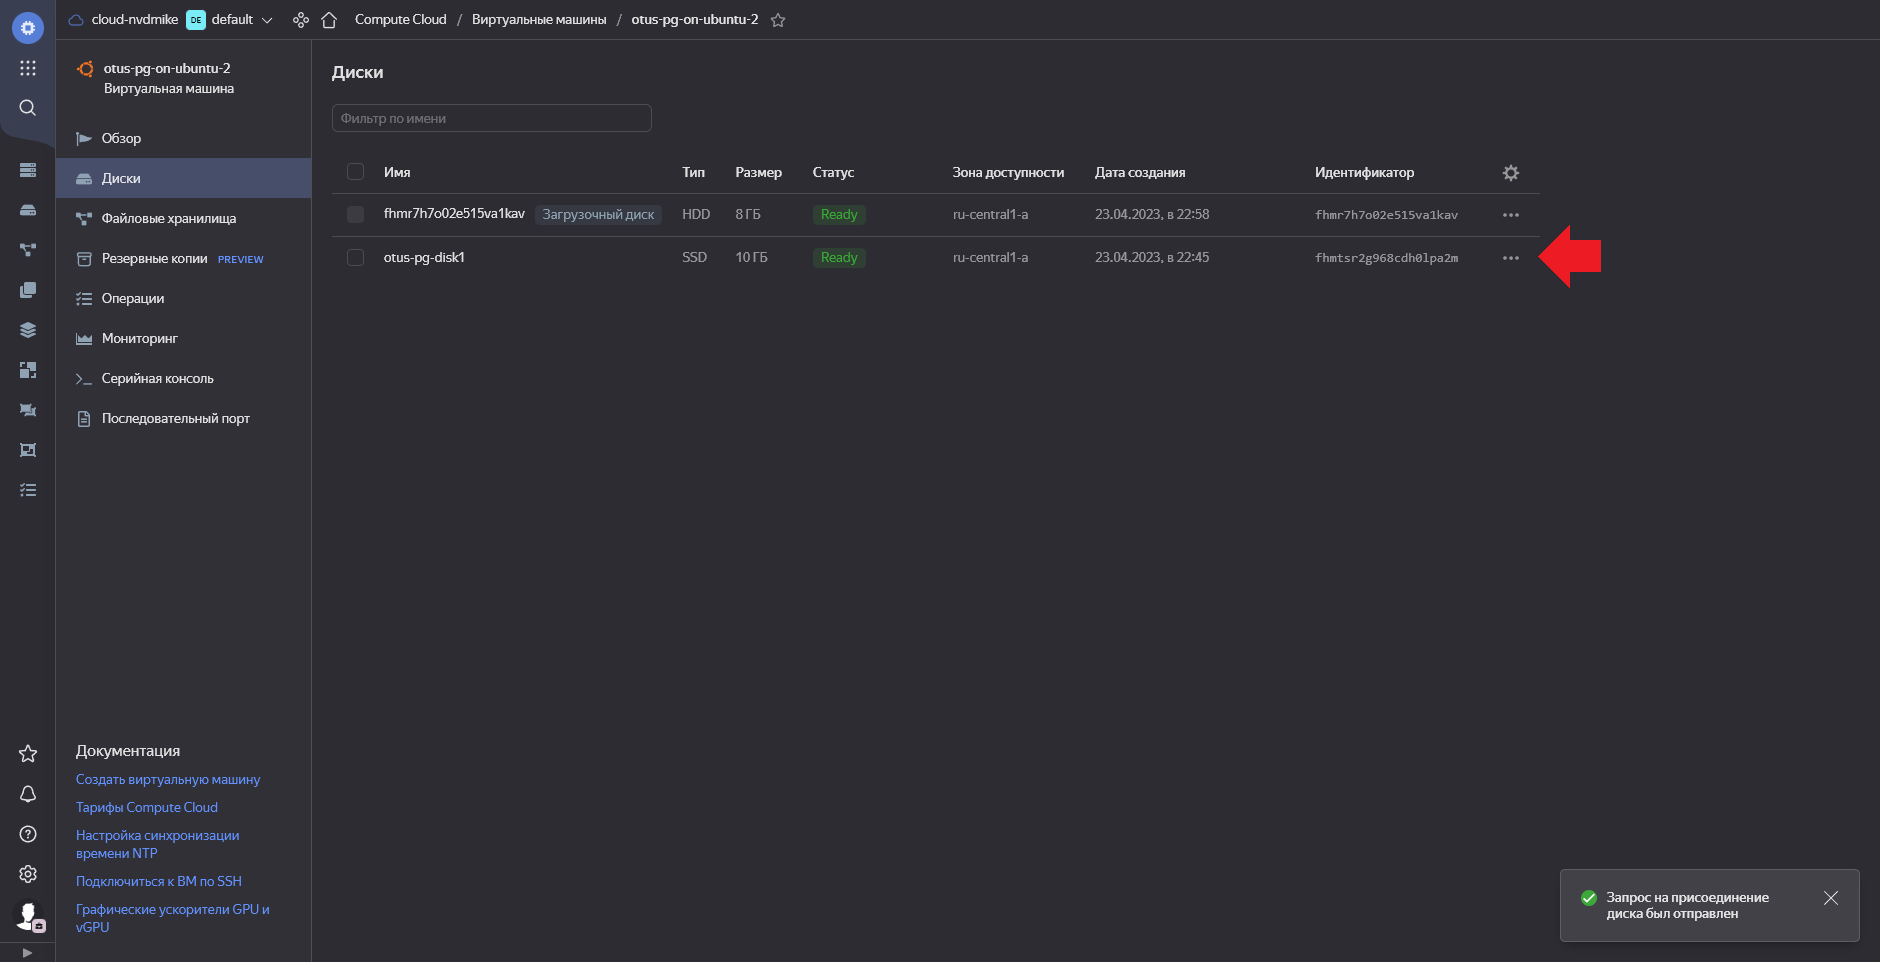 cloud-nvdmike DE default Compute Cloud / Виртуальные машины / otus-pg-on-ubuntu-2
otus-pg-on-ubuntu-2
Виртуальная машина
Обзор
Диски
Файловые хранилища
Резервные копии PREVIEW
Операции
Мониторинг
Серийная консоль
Последовательный порт
Документация
Создать виртуальную машину
Тарифы Compute Cloud
Настройка синхронизации
времени NTP
Подключиться к ВМ по SSH
Графические ускорители GPU и
vGPU
Диски
Фильтр по имени
Имя Тип Размер Статус Зона доступности Дата создания Идентификатор
fhmr7h7o02e515va1kav Загрузочный диск HDD 8 ГБ Ready ru-central1-a 23.04.2023, в 22:58 fhmr7h7o02e515va1kav
otus-pg-disk1 SSD 10 ГБ Ready ru-central1-a 23.04.2023, в 22:45 fhmtsr2g968cdh0lpa2m
Запрос на присоединение
диска был отправлен